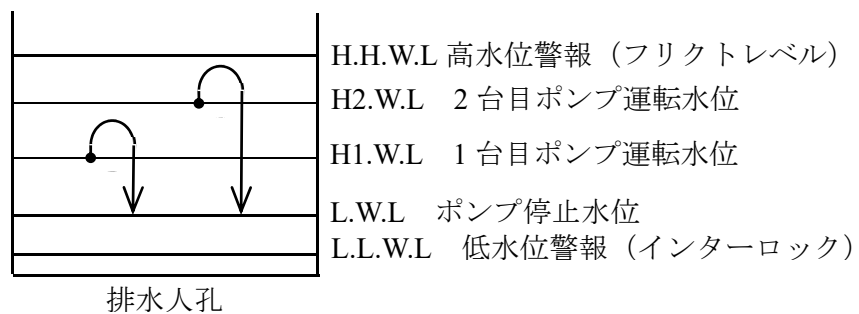 H.H.W.L 高水位警報（フリクトレベル）
H2.W.L　2 台目ポンプ運転水位
H1.W.L　1 台目ポンプ運転水位
L.W.L　ポンプ停止水位
L.L.W.L　低水位警報（インターロック）
排水人孔